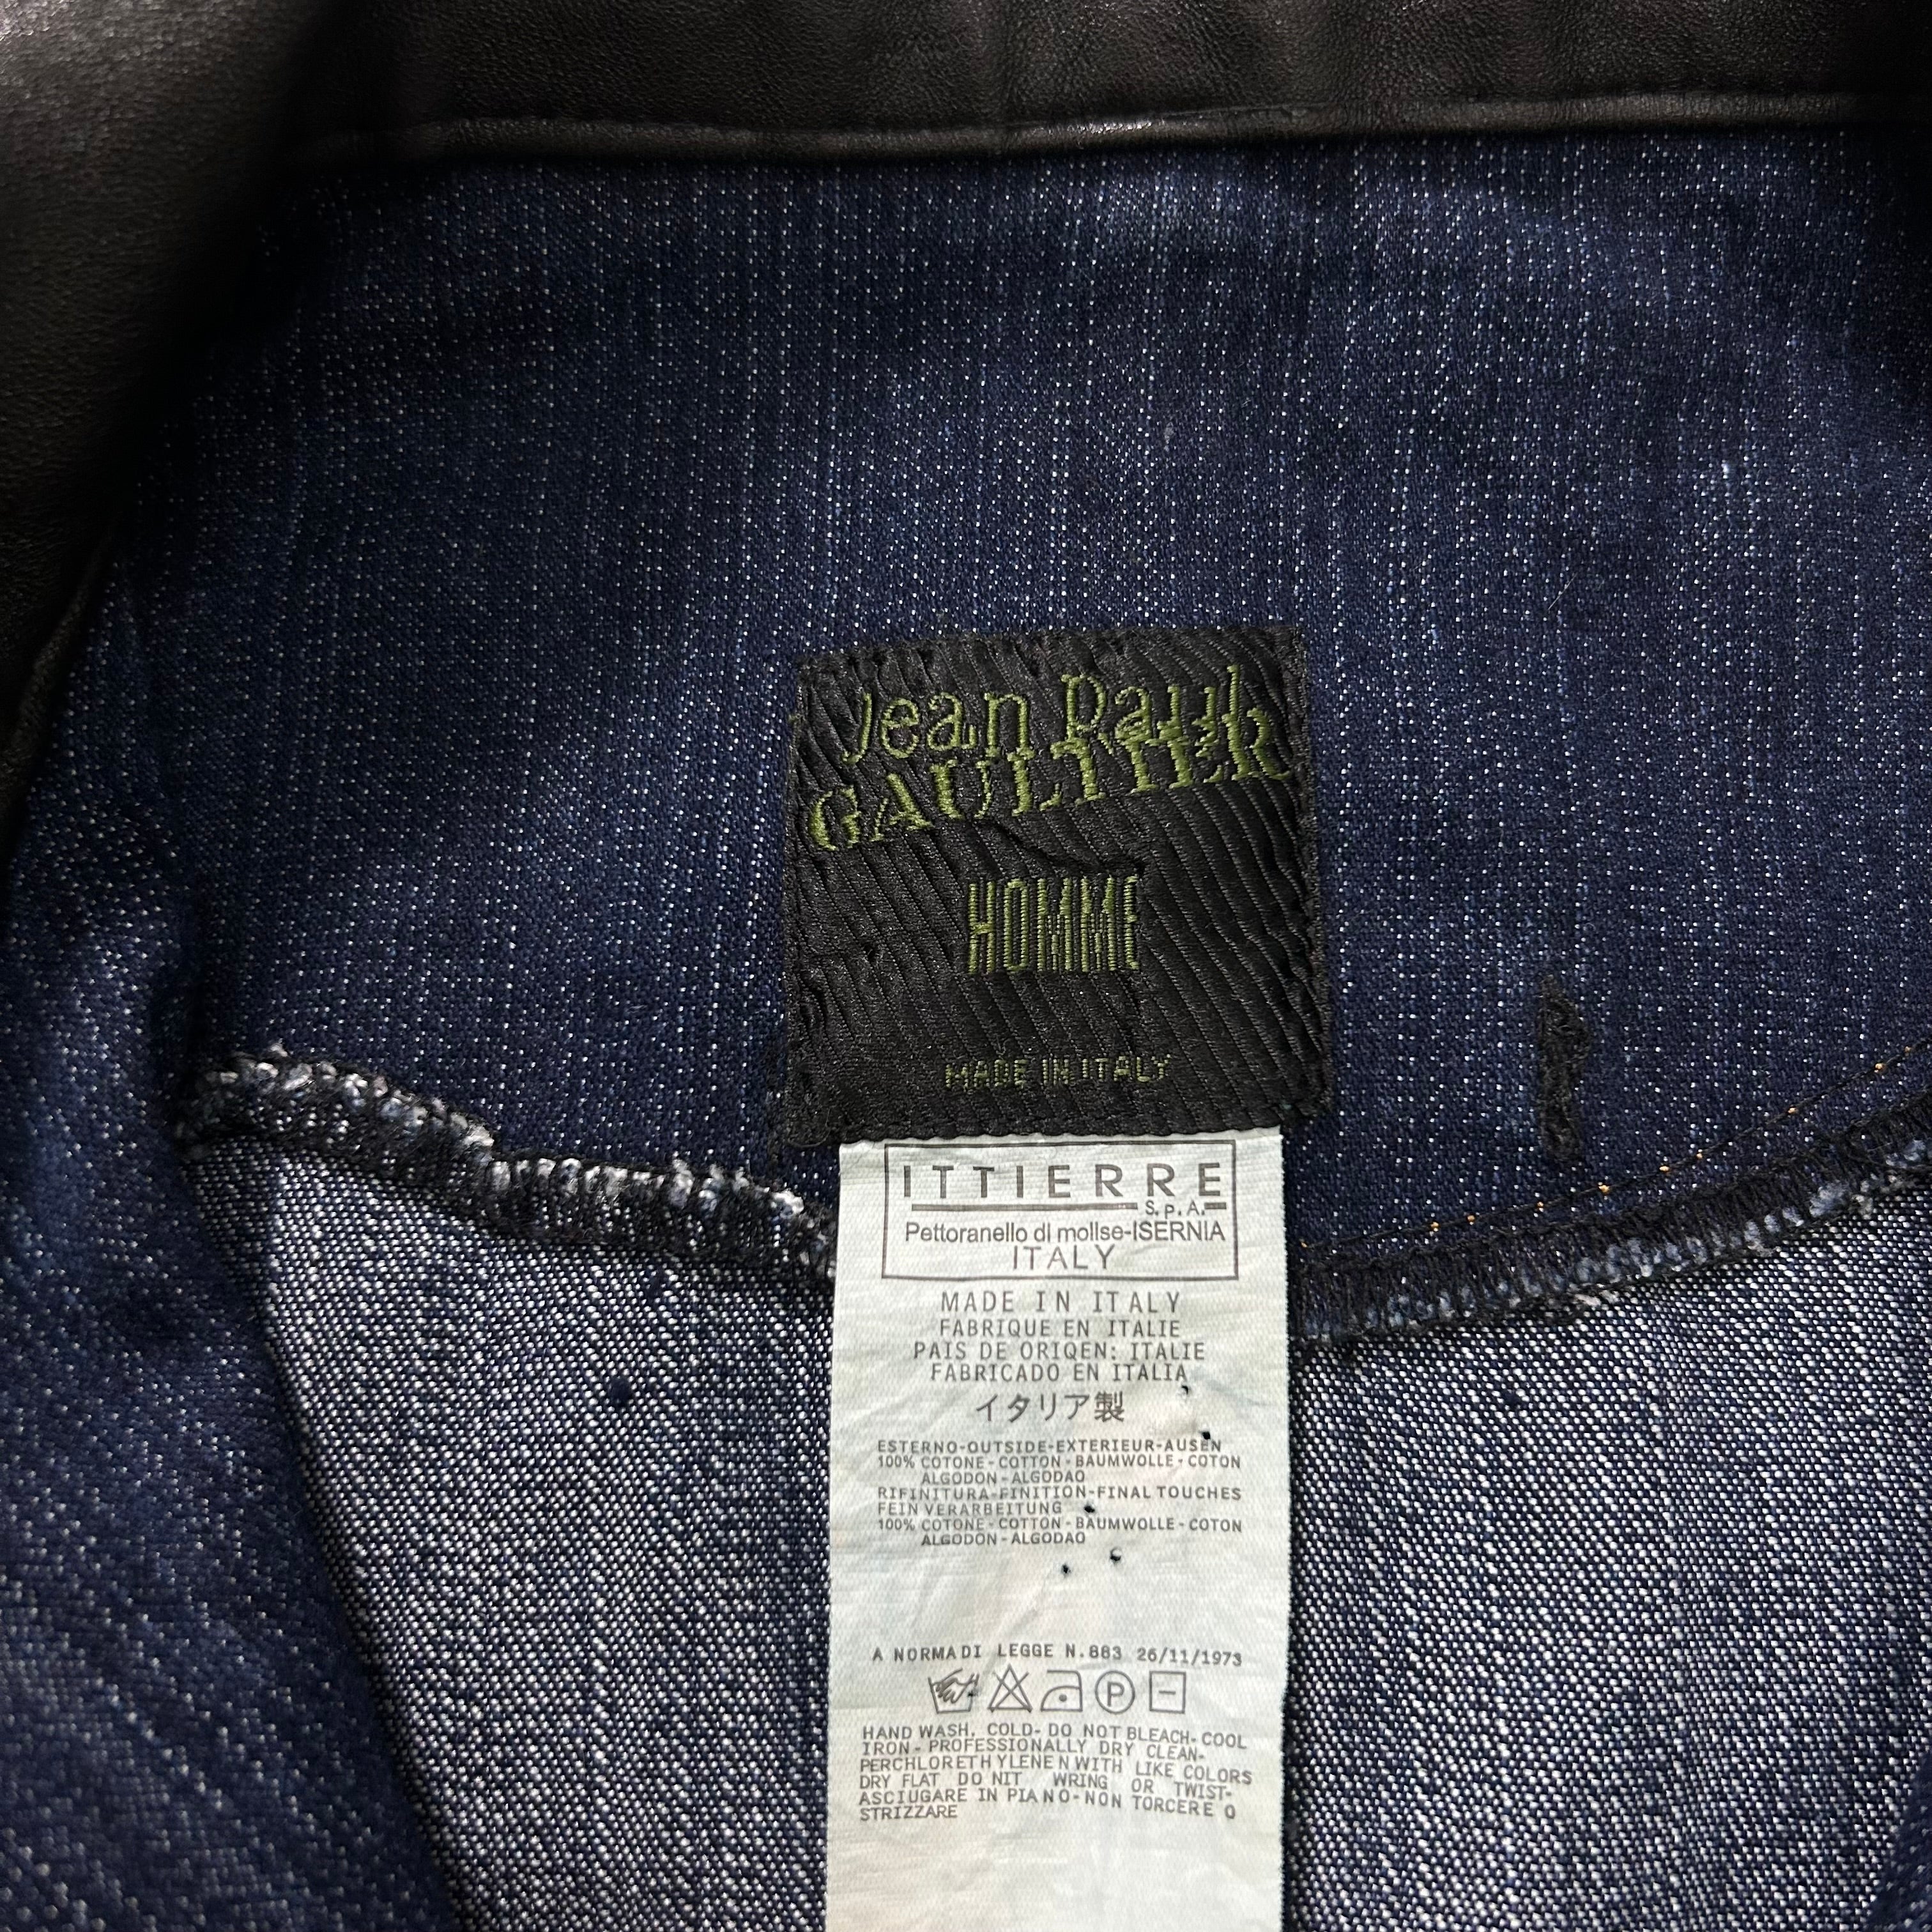 Jean Paul
GAULTIER
HOMME
MADE IN ITALY
ITTIERRE
S.p.A.
Pettoranello di mollse-ISERNIA
ITALY
MADE IN ITALY
FABRIQUE EN ITALIE
PAIS DE ORIQEN: ITALIE
FABRICADO EN ITALIA
イタリア製
ESTERNO-OUTSIDE-EXTERIEUR-AUSEN
100% COTONE-COTTON-BAUMWOLLE-COTON
ALGODON-ALGODAO
RIFINITURA-FINITION-FINAL TOUCHES
FEIN VERARBEITUNG
100% COTONE-COTTON-BAUMWOLLE-COTON
ALGODON-ALGODAO
A NORMA DI LEGGE N.883 26/11/1973
P
HAND WASH, COLD-DO NOT BLEACH-COOL
IRON-PROFESSIONALLY DRY CLEAN-
PERCHLORETHYLENEN WITH LIKE COLORS
DRY FLAT DO NIT WRING OR TWIST-
ASCIUGARE IN PIANO-NON TORCERE O
STRIZZARE